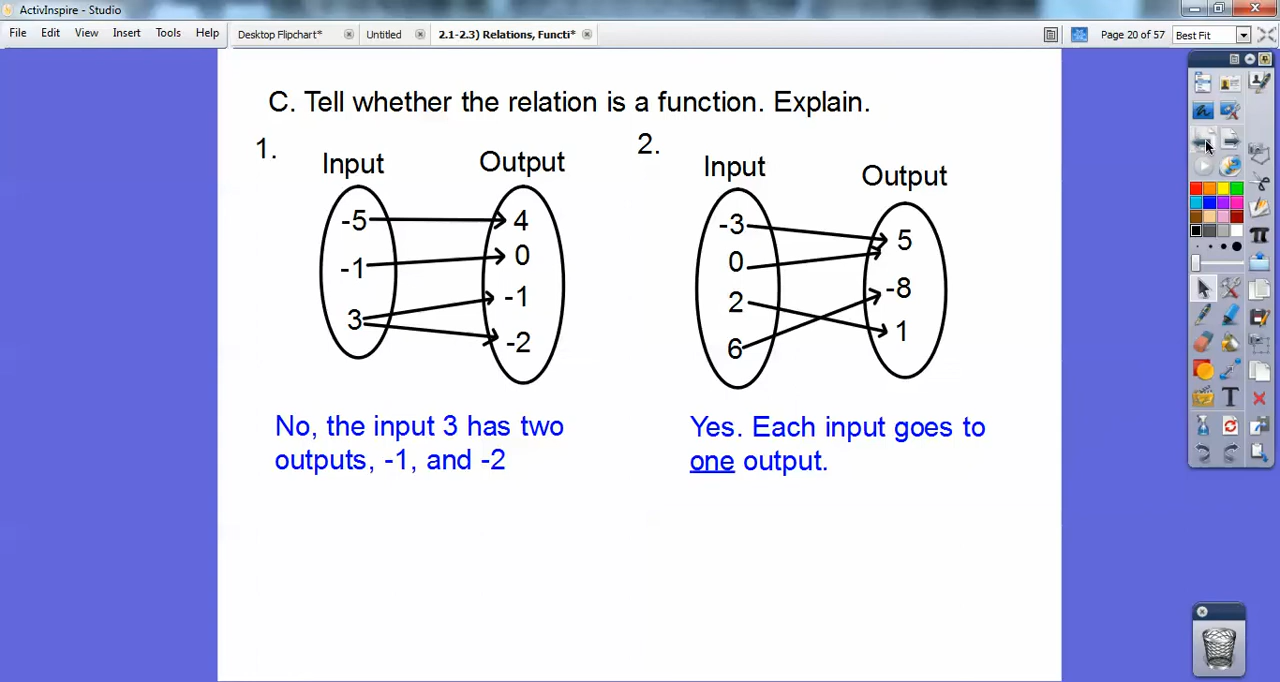 ActivInspire - Studio
File Edit View Insert Tools Help
Desktop Flipchart* Untitled 2.1-2.3) Relations, Functi*
Page 20 of 57 Best Fit
C. Tell whether the relation is a function. Explain.
1.
Input Output
-5 4
-1 0
3 -1
-2
No, the input 3 has two
outputs, -1, and -2
2.
Input Output
-3 5
0 -8
2 1
6
Yes. Each input goes to
one output.